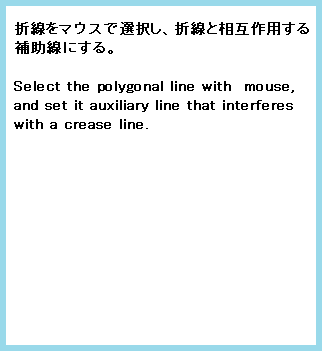 折線をマウスで選択し、折線と相互作用する
補助線にする。
Select the polygonal line with  mouse,
and set it auxiliary line that interferes
with a crease line.